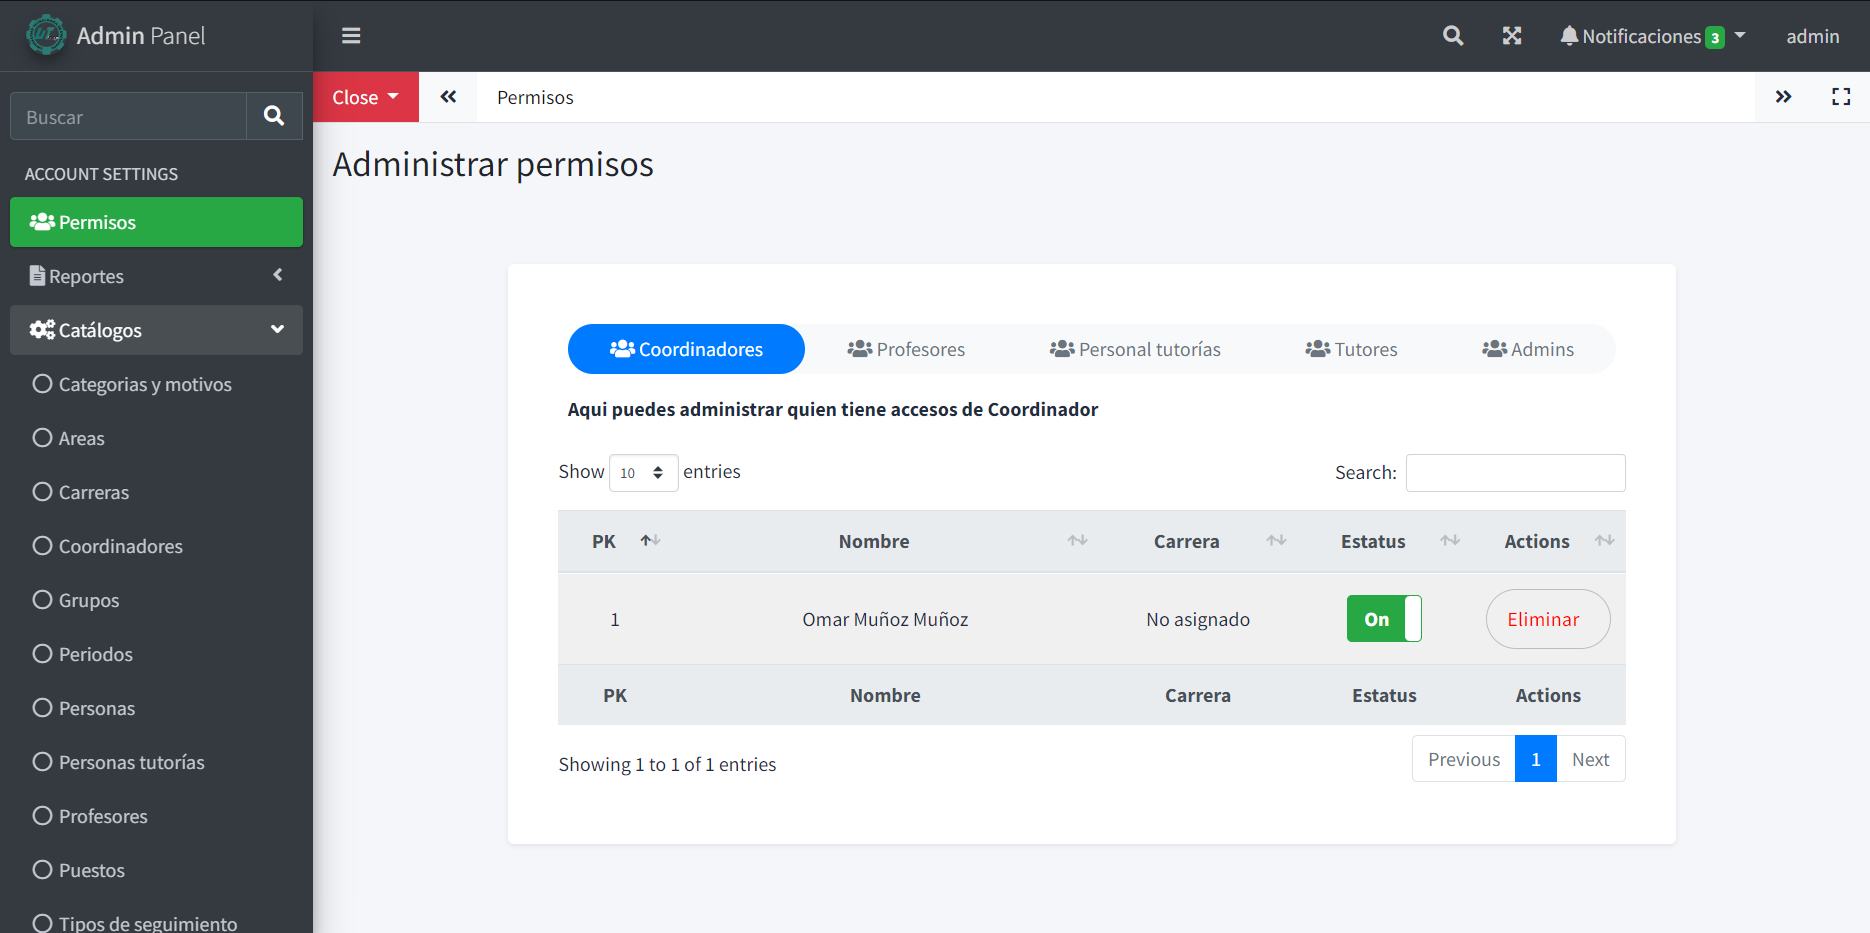 Admin Panel
Notificaciones 3
admin
Buscar
Close
Permisos
ACCOUNT SETTINGS
Permisos
Reportes
Catálogos
Categorias y motivos
Areas
Carreras
Coordinadores
Grupos
Periodos
Personas
Personas tutorías
Profesores
Puestos
Tipos de seguimiento
Administrar permisos
Coordinadores Profesores Personal tutorías Tutores Admins
Aqui puedes administrar quien tiene accesos de Coordinador
Show 10 entries Search:
PK Nombre Carrera Estatus Actions
1 Omar Muñoz Muñoz No asignado On Eliminar
PK Nombre Carrera Estatus Actions
Showing 1 to 1 of 1 entries
Previous 1 Next